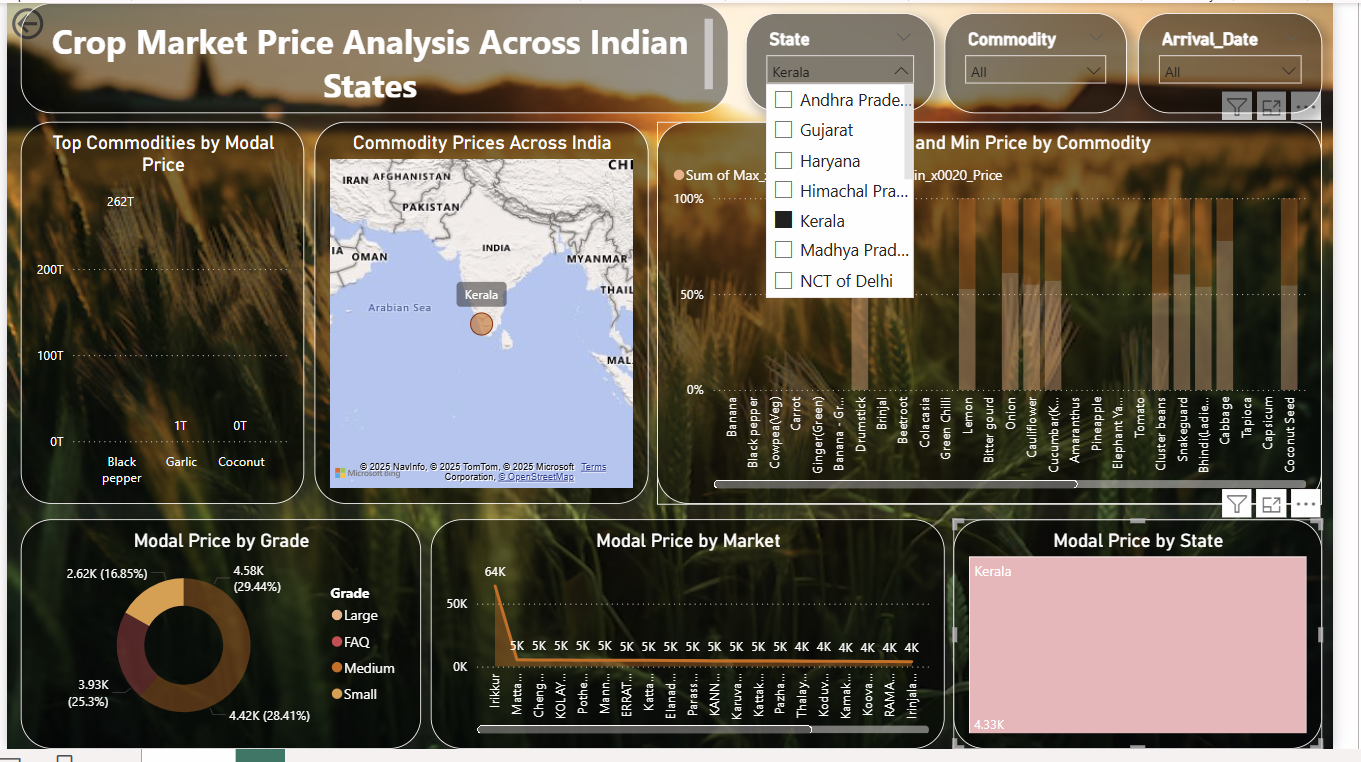 Crop Market Price Analysis Across Indian
States
State
Kerala
Andhra Prade...
Gujarat
Haryana
Himachal Pra...
Kerala
Madhya Prad...
NCT of Delhi
Commodity
All
Arrival_Date
All
Top Commodities by Modal
Price
262T
200T
100T
0T
1T
0T
Black
pepper
Garlic
Coconut
Commodity Prices Across India
CHI
IRAN
AFGHANISTAN
PAKISTAN
IA
OMAN
INDIA
MYANMAR
THAIL
Kerala
Arabian Sea
MAL
Microsoft Bing
© 2025 NavInfo, © 2025 TomTom, © 2025 Microsoft
Corporation, © OpenStreetMap
Terms
and Min Price by Commodity
Sum of Max_
in_x0020_Price
100%
50%
0%
Banana
Black pepper
Cowpea(Veg)
Carrot
Ginger(Green)
Banana - Gr...
Drumstick
Binjal
Beetroot
Colacasia
Green Chilli
Lemon
Bitter gourd
Onion
Cauliflower
Cucumbar(K...
Amaranthus
Pineapple
Elephant Ya...
Tomato
Cluster beans
Snakeguard
Bhindi(Ladie...
Cabbage
Tapioca
Capsicum
Coconut Seed
Modal Price by Grade
2.62K (16.85%)
4.58K
(29.44%)
3.93K
(25.3%)
4.42K (28.41%)
Grade
Large
FAQ
Medium
Small
Modal Price by Market
64K
50K
0K
5K 5K 5K 5K 5K 5K 5K 5K 5K 5K 5K 5K 5K 4K 4K 4K 4K 4K 4K
Irikkur
Matta...
Cheng...
KOLAY...
Pothe...
Mann...
ERRAT...
Katta...
Elanad...
Parass...
KANN...
Karuva...
Kattak...
Pazha...
Thalay...
Koduv...
Kamak...
Koova...
RAMA...
Irinjala...
Modal Price by State
Kerala
4.33K